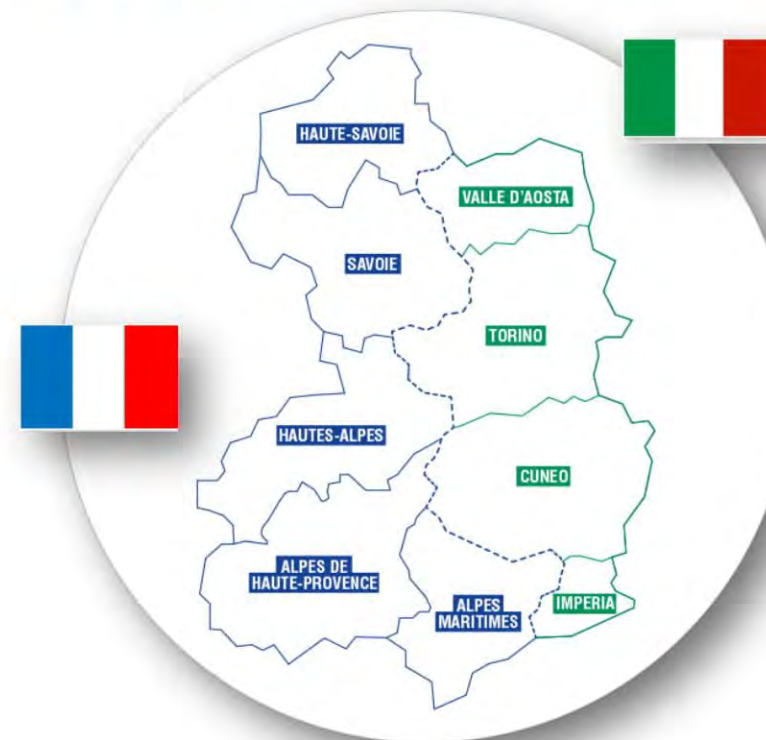 HAUTE-SAVOIE
VALLE D'AOSTA
SAVOIE
TORINO
HAUTES-ALPES
CUNEO
ALPES DE
HAUTE-PROVENCE
ALPES
MARITIMES
IMPERIA